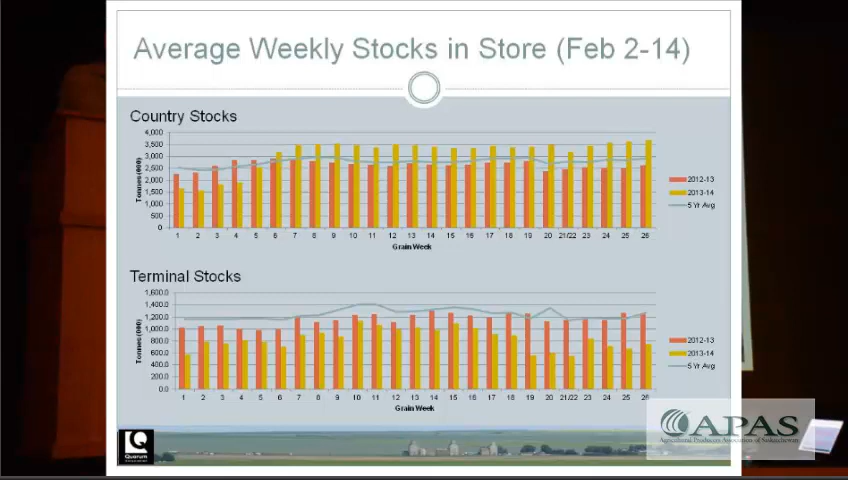 Average Weekly Stocks in Store (Feb 2-14)
Country Stocks
4,000
3,500
3,000
2,500
2,000
1,500
1,000
500
0
Tonnes (000)
1 2 3 4 5 6 7 8 9 10 11 12 13 14 15 16 17 18 19 20 21/22 23 24 25 26
Grain Week
2012-13
2013-14
5 Yr Avg
Terminal Stocks
1,600.0
1,400.0
1,200.0
1,000.0
800.0
600.0
400.0
200.0
0.0
Tonnes (000)
1 2 3 4 5 6 7 8 9 10 11 12 13 14 15 16 17 18 19 20 21/22 23 24 25 26
Grain Week
2012-13
2013-14
5 Yr Avg
Quorum
APAS
Agricultural Producers Association of Saskatchewan